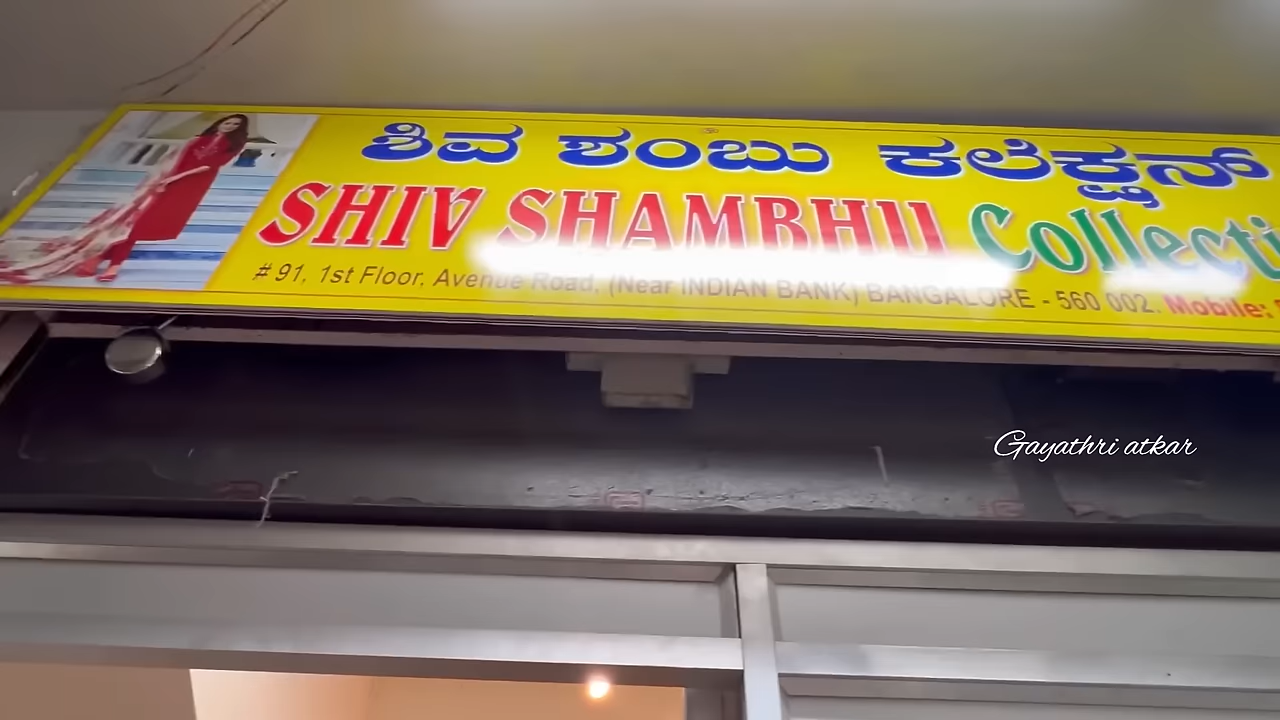 ಶಿವ ಶಂಬು ಕಲೆಕ್ಷನ್
SHIV SHAMBHU Collecti
# 91, 1st Floor, Avenue Road, (Near INDIAN BANK) BANGALORE - 560 002. Mobile:
Gayathri atkar